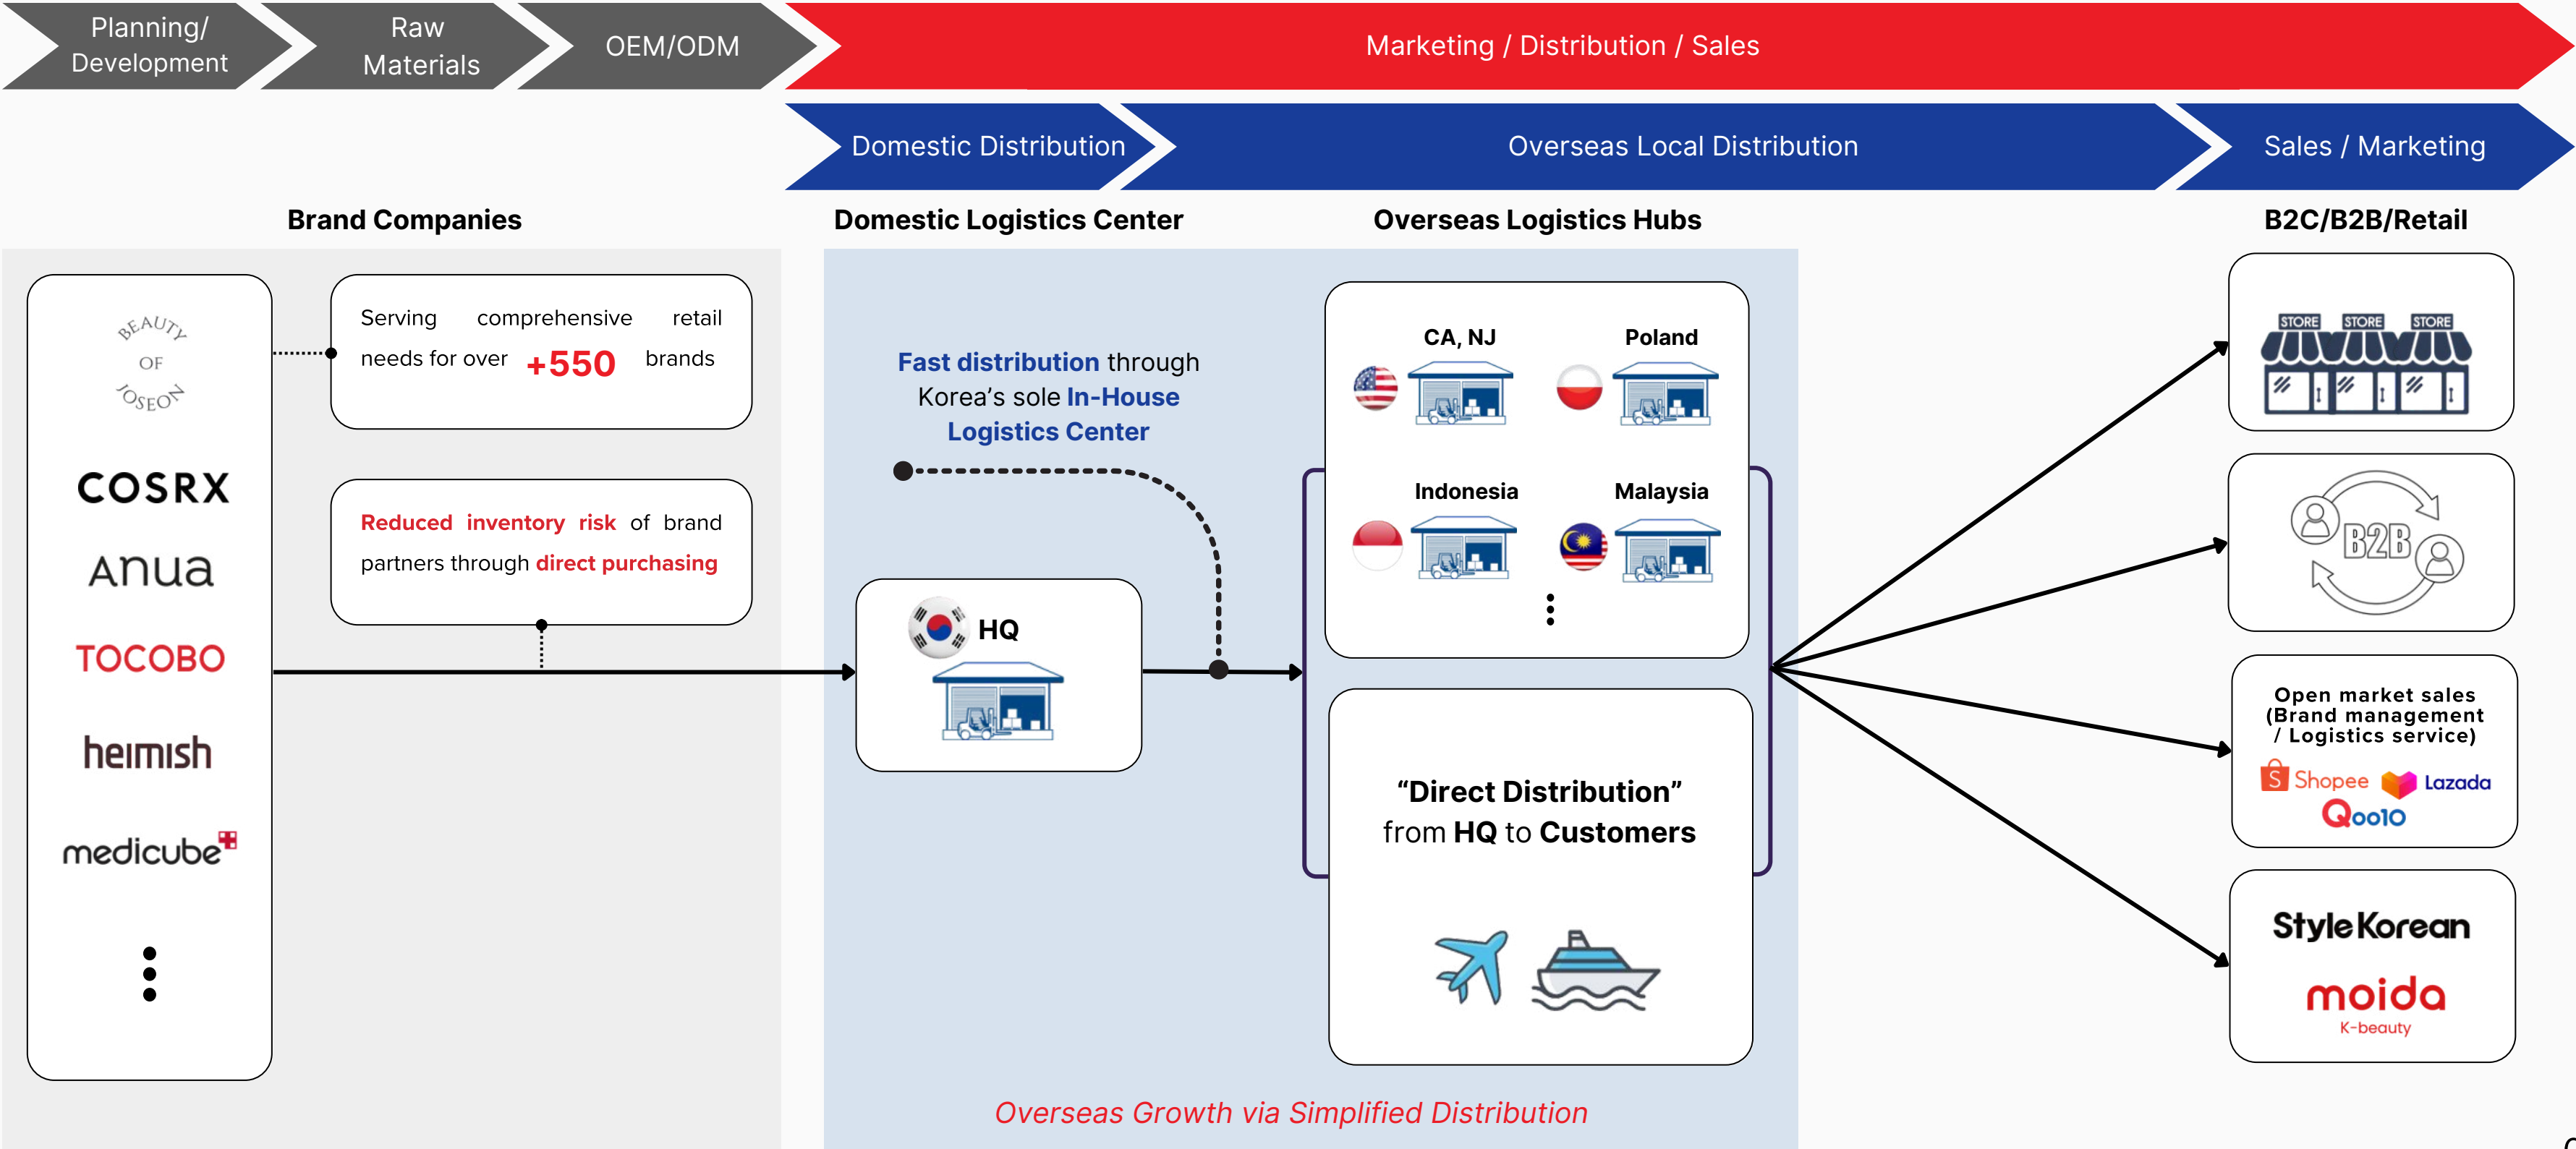 Planning/
Development
Raw
Materials
OEM/ODM
Marketing / Distribution / Sales
Domestic Distribution
Overseas Local Distribution
Sales / Marketing
Brand Companies
BEAUTY
OF
JOSEON
COSRX
Anua
TOCOBO
heimish
medicube
Serving comprehensive retail
needs for over +550 brands
Reduced inventory risk of brand
partners through direct purchasing
Domestic Logistics Center
Fast distribution through
Korea’s sole In-House
Logistics Center
HQ
Overseas Logistics Hubs
CA, NJ
Poland
Indonesia
Malaysia
“Direct Distribution”
from HQ to Customers
Overseas Growth via Simplified Distribution
B2C/B2B/Retail
STORE STORE STORE
B2B
Open market sales
(Brand management
/ Logistics service)
Shopee Lazada
Qoo10
StyleKorean
moida
K-beauty